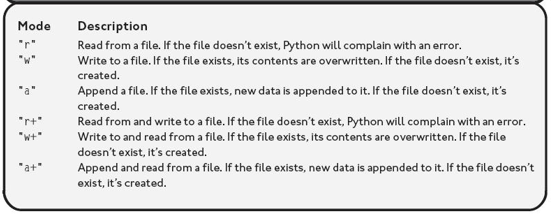 Mode Description
"r" Read from a file. If the file doesn't exist, Python will complain with an error.
"w" Write to a file. If the file exists, its contents are overwritten. If the file doesn't exist, it's
created.
"a" Append a file. If the file exists, new data is appended to it. If the file doesn't exist, it's
created.
"r+" Read from and write to a file. If the file doesn't exist, Python will complain with an error.
"w+" Write to and read from a file. If the file exists, its contents are overwritten. If the file
doesn't exist, it's created.
"a+" Append and read from a file. If the file exists, new data is appended to it. If the file doesn't
exist, it's created.